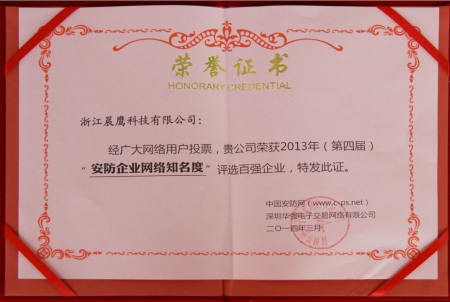 荣誉证书
HONORARY CREDENTIAL
浙江晨鹰科技有限公司：
经广大网络用户投票，贵公司荣获2013年（第四届）
“安防企业网络知名度”评选百强企业，特发此证。
中国安防网（www.c-ps.net）
深圳华强电子交易网络有限公司
二〇一四年三月